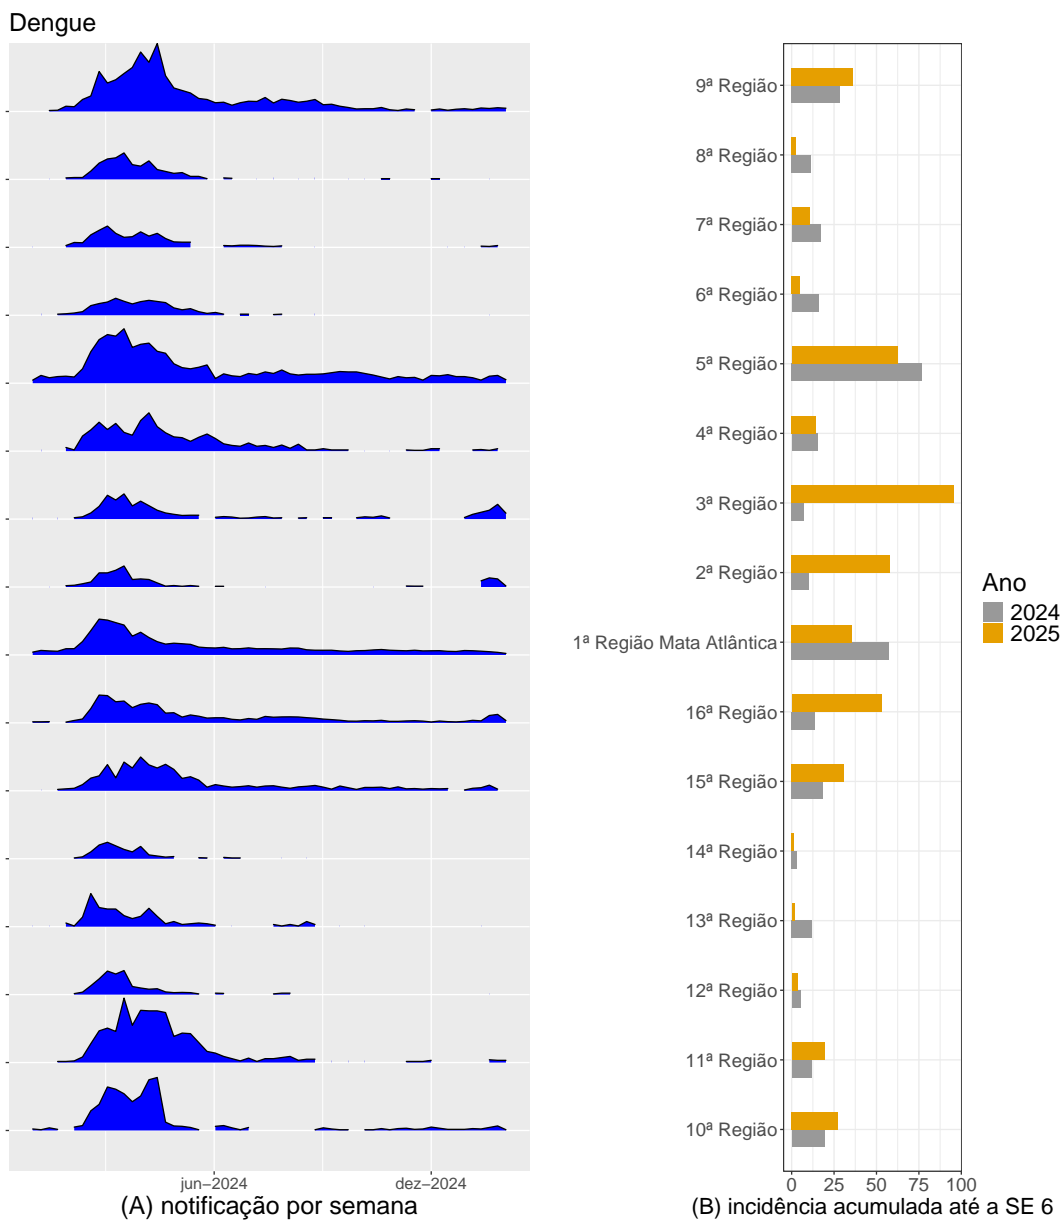 Dengue
9ª Região
8ª Região
7ª Região
6ª Região
5ª Região
4ª Região
3ª Região
2ª Região
1ª Região Mata Atlântica
16ª Região
15ª Região
14ª Região
13ª Região
12ª Região
11ª Região
10ª Região
Ano
2024
2025
jun–2024 dez–2024
0 25 50 75 100
(A) notificação por semana
(B) incidência acumulada até a SE 6